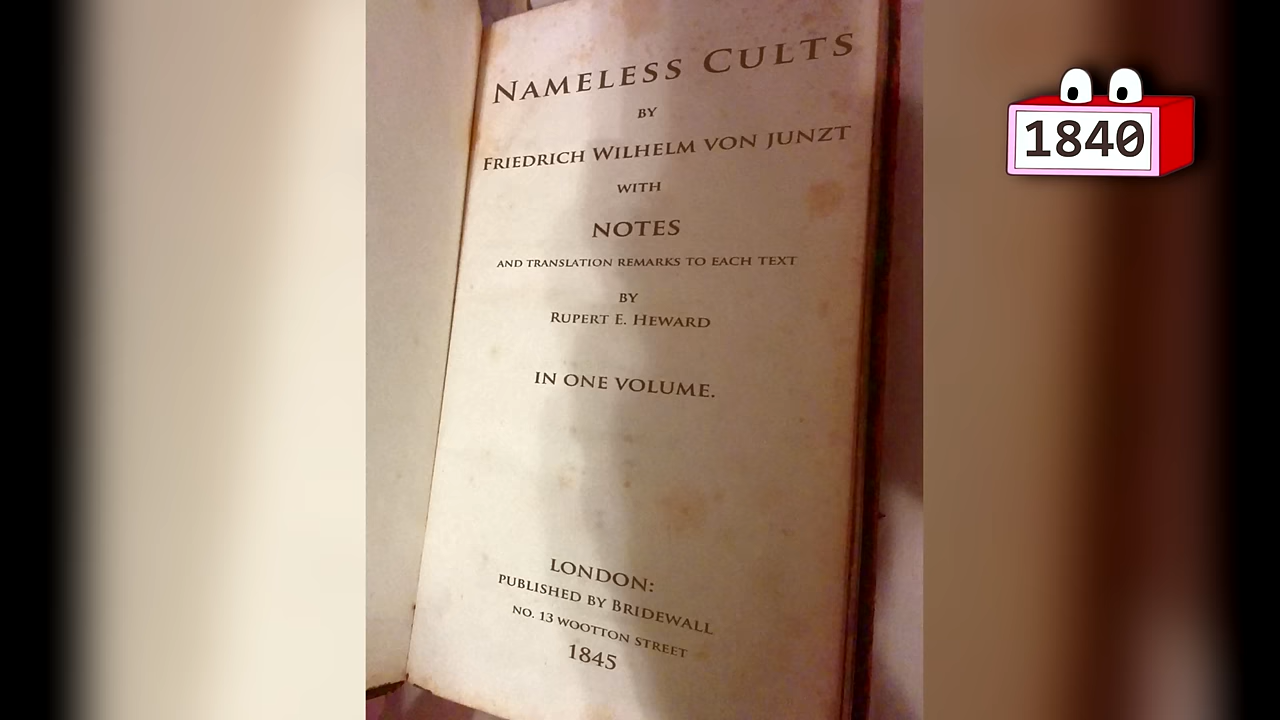 NAMELESS CULTS
BY
FRIEDRICH WILHELM VON JUNZT
WITH
NOTES
AND TRANSLATION REMARKS TO EACH TEXT
BY
RUPERT E. HEWARD
IN ONE VOLUME.
LONDON:
PUBLISHED BY BRIDEWALL
NO. 13 WOOTTON STREET
1845
1840